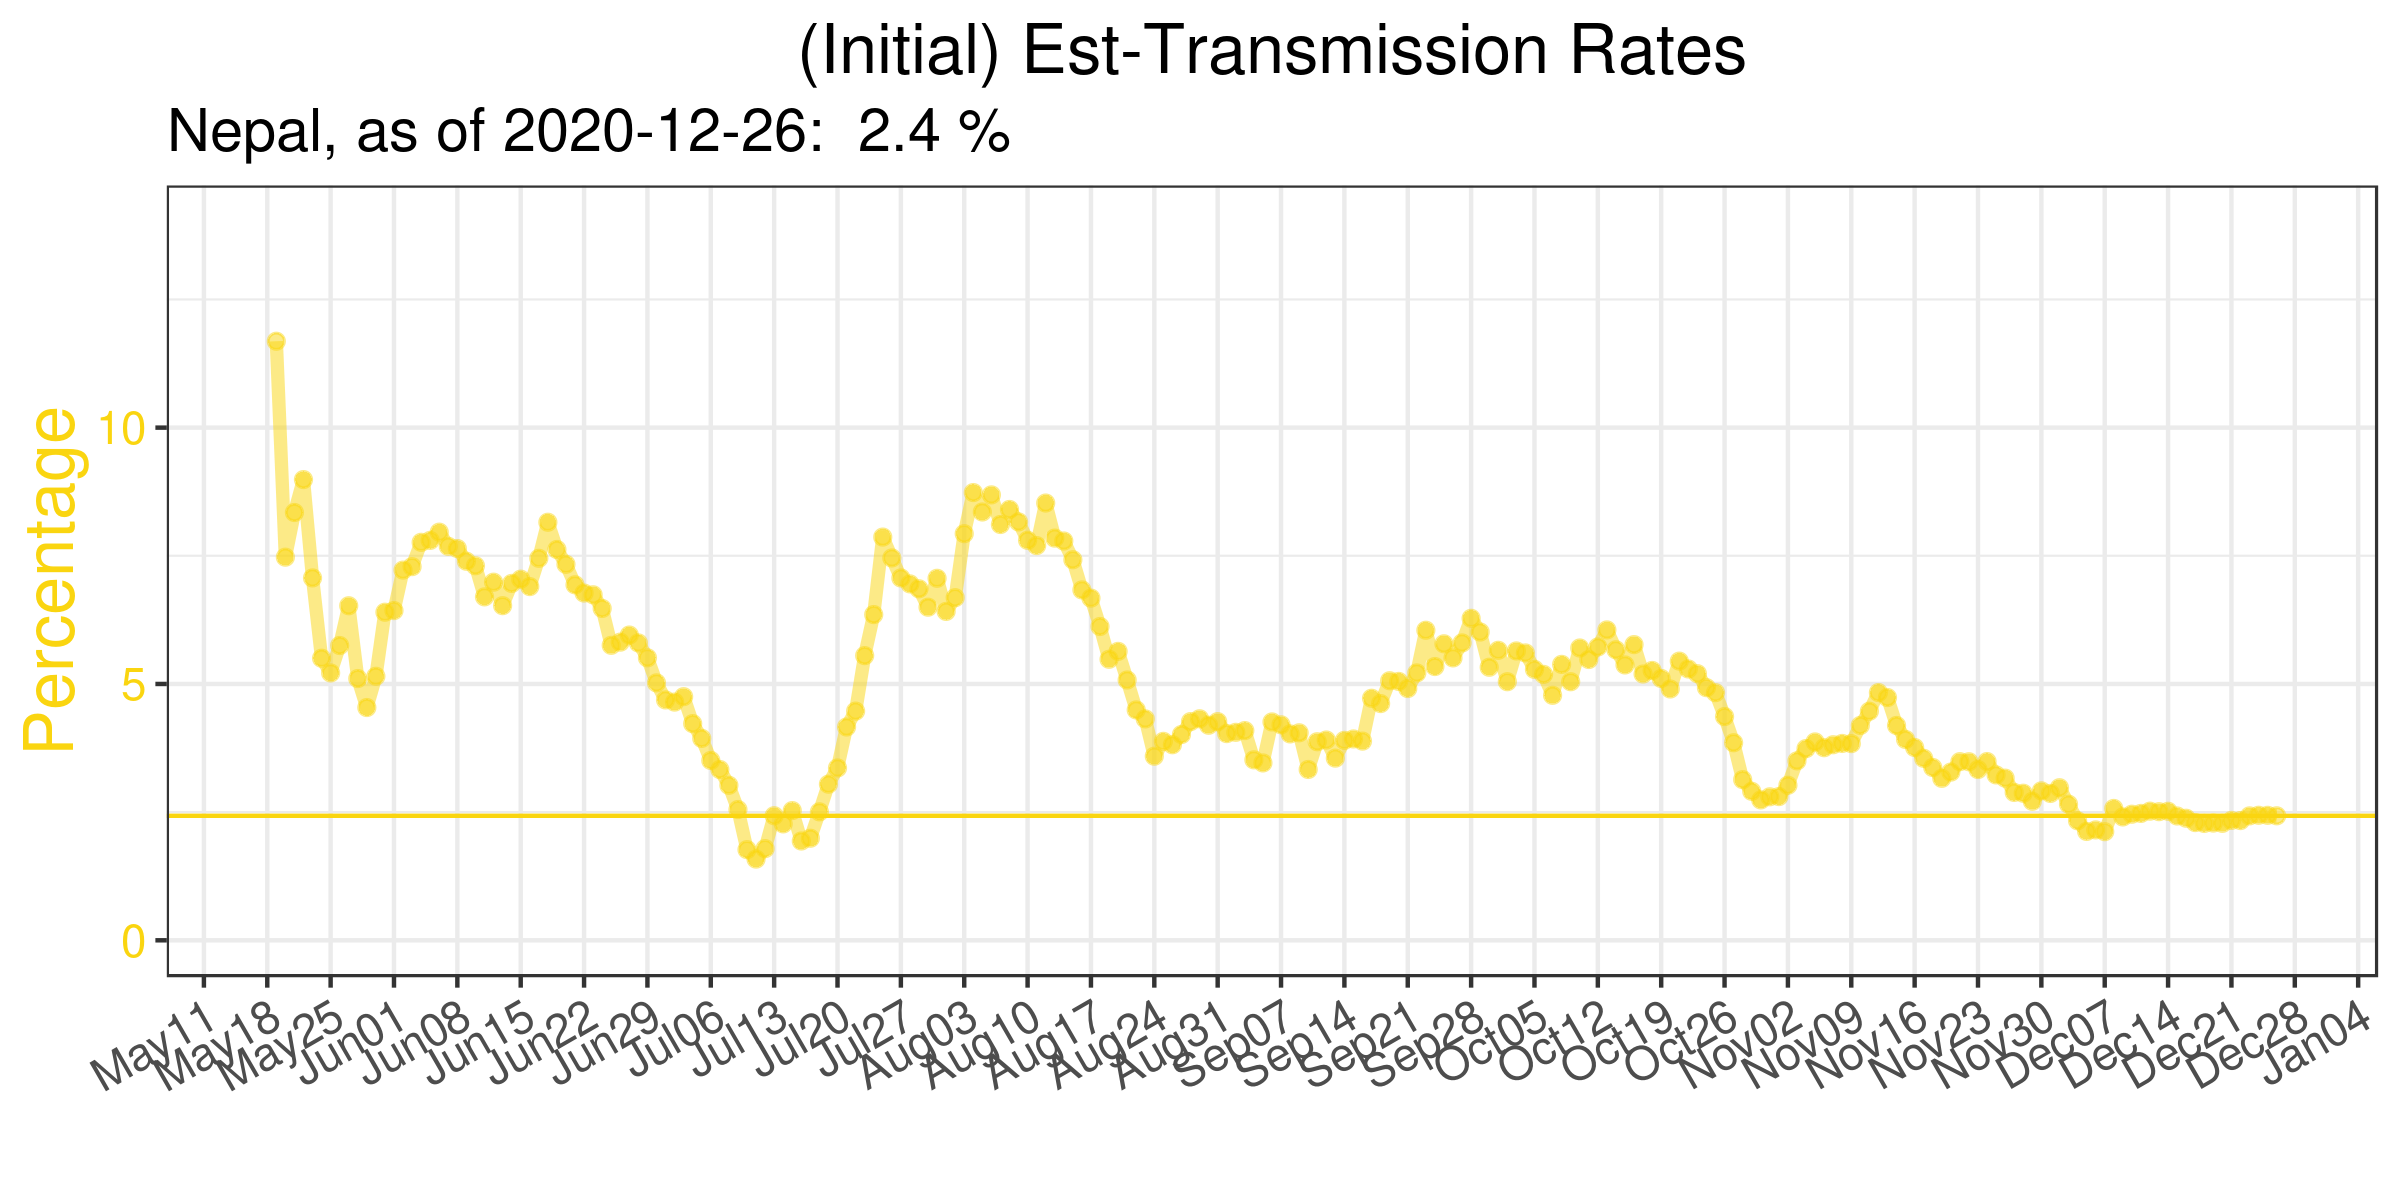 (Initial) Est-Transmission Rates
Nepal, as of 2020-12-26:  2.4 %
Percentage
10
5
0
May11
May18
May25
Jun01
Jun08
Jun15
Jun22
Jun29
Jul06
Jul13
Jul20
Jul27
Aug03
Aug10
Aug17
Aug24
Aug31
Sep07
Sep14
Sep21
Sep28
Oct05
Oct12
Oct19
Oct26
Nov02
Nov09
Nov16
Nov23
Nov30
Dec07
Dec14
Dec21
Dec28
Jan04